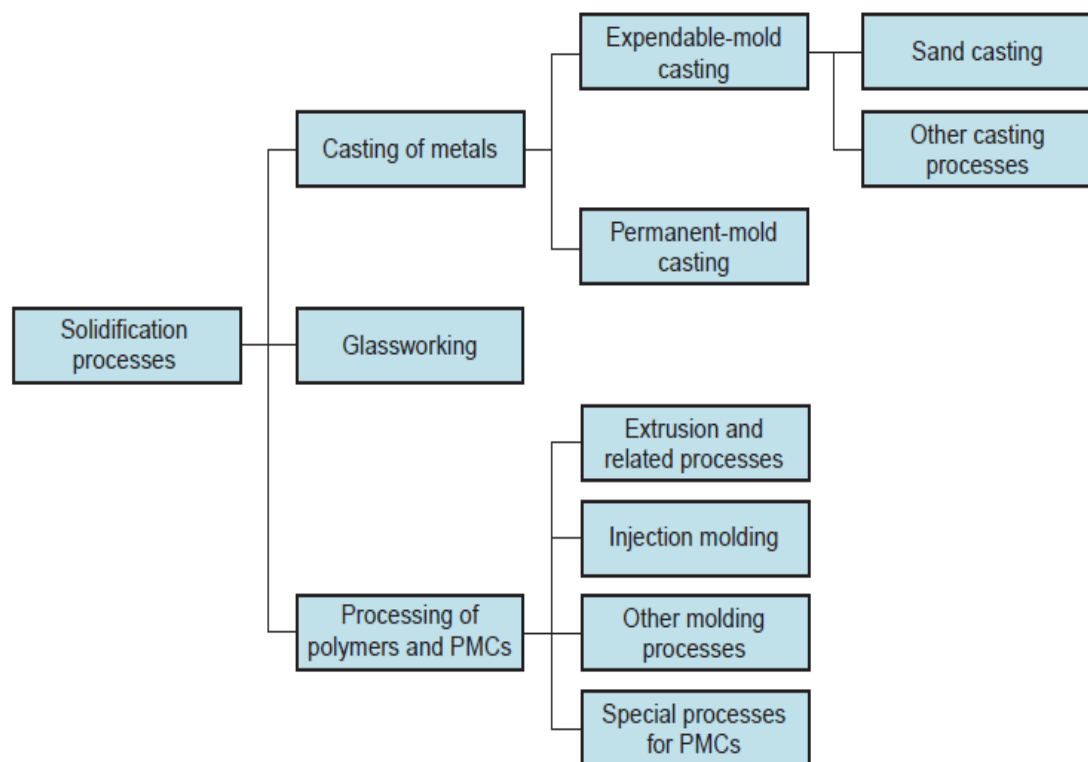 Expendable-mold
casting
Sand casting
Other casting
processes
Casting of metals
Permanent-mold
casting
Solidification
processes
Glassworking
Extrusion and
related processes
Injection molding
Processing of
polymers and PMCs
Other molding
processes
Special processes
for PMCs